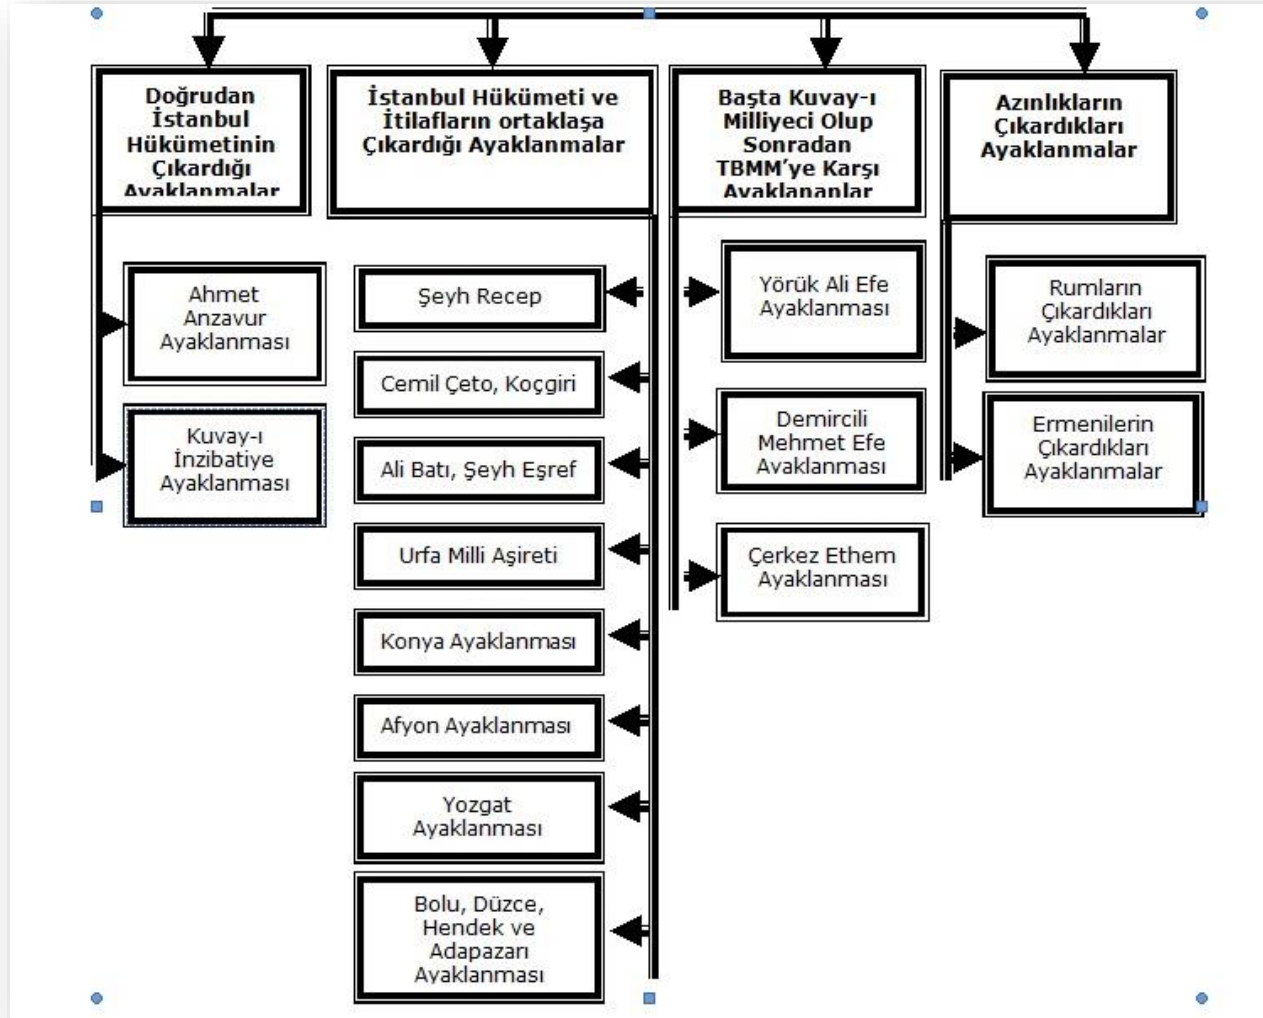 Doğrudan
İstanbul
Hükümetinin
Çıkardığı
Ayaklanmalar
Ahmet
Anzavur
Ayaklanması
Kuvay-ı
İnzibatiye
Ayaklanması
İstanbul Hükümeti ve
İtilafların ortaklaşa
Çıkardığı Ayaklanmalar
Şeyh Recep
Cemil Çeto, Koçgiri
Ali Batı, Şeyh Eşref
Urfa Milli Aşireti
Konya Ayaklanması
Afyon Ayaklanması
Yozgat
Ayaklanması
Bolu, Düzce,
Hendek ve
Adapazarı
Ayaklanması
Başta Kuvay-ı
Milliyeci Olup
Sonradan
TBMM’ye Karşı
Ayaklananlar
Yörük Ali Efe
Ayaklanması
Demircili
Mehmet Efe
Ayaklanması
Çerkez Ethem
Ayaklanması
Azınlıkların
Çıkardıkları
Ayaklanmalar
Rumların
Çıkardıkları
Ayaklanmalar
Ermenilerin
Çıkardıkları
Ayaklanmalar